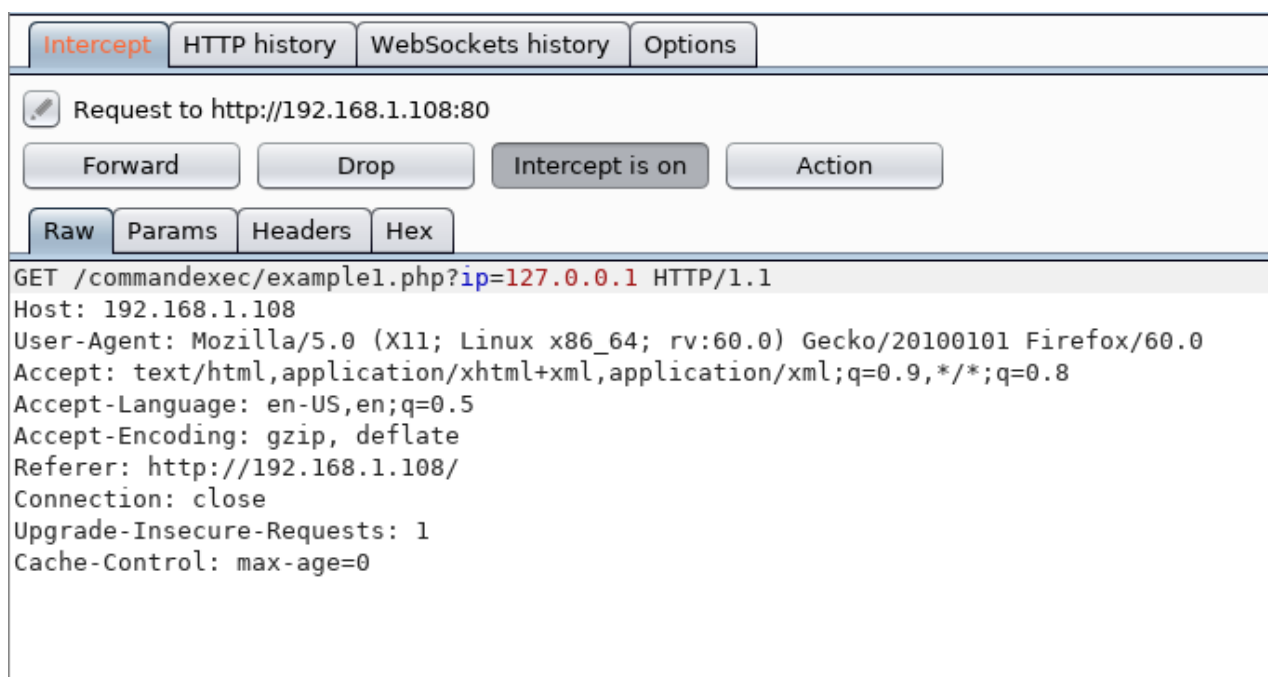 Intercept HTTP history WebSockets history Options
Request to http://192.168.1.108:80
Forward Drop Intercept is on Action
Raw Params Headers Hex
GET /commandexec/example1.php?ip=127.0.0.1 HTTP/1.1
Host: 192.168.1.108
User-Agent: Mozilla/5.0 (X11; Linux x86_64; rv:60.0) Gecko/20100101 Firefox/60.0
Accept: text/html,application/xhtml+xml,application/xml;q=0.9,*/*;q=0.8
Accept-Language: en-US,en;q=0.5
Accept-Encoding: gzip, deflate
Referer: http://192.168.1.108/
Connection: close
Upgrade-Insecure-Requests: 1
Cache-Control: max-age=0